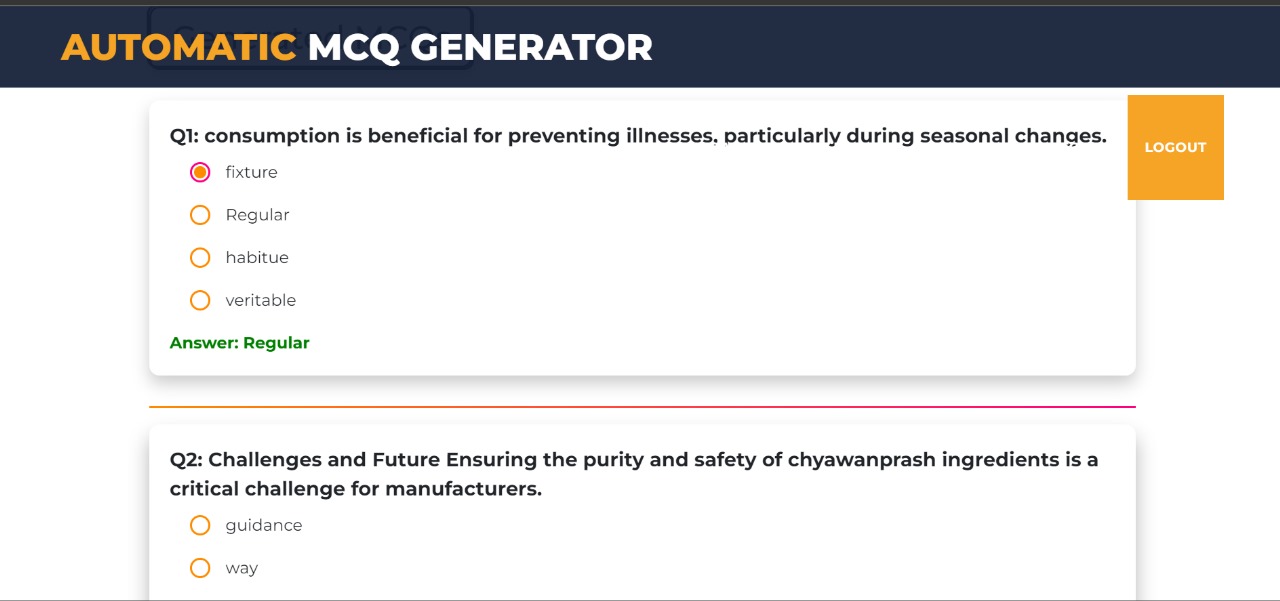 AUTOMATIC MCQ GENERATOR
Q1: consumption is beneficial for preventing illnesses, particularly during seasonal changes.
LOGOUT
fixture
Regular
habitue
veritable
Answer: Regular
Q2: Challenges and Future Ensuring the purity and safety of chyawanprash ingredients is a
critical challenge for manufacturers.
guidance
way